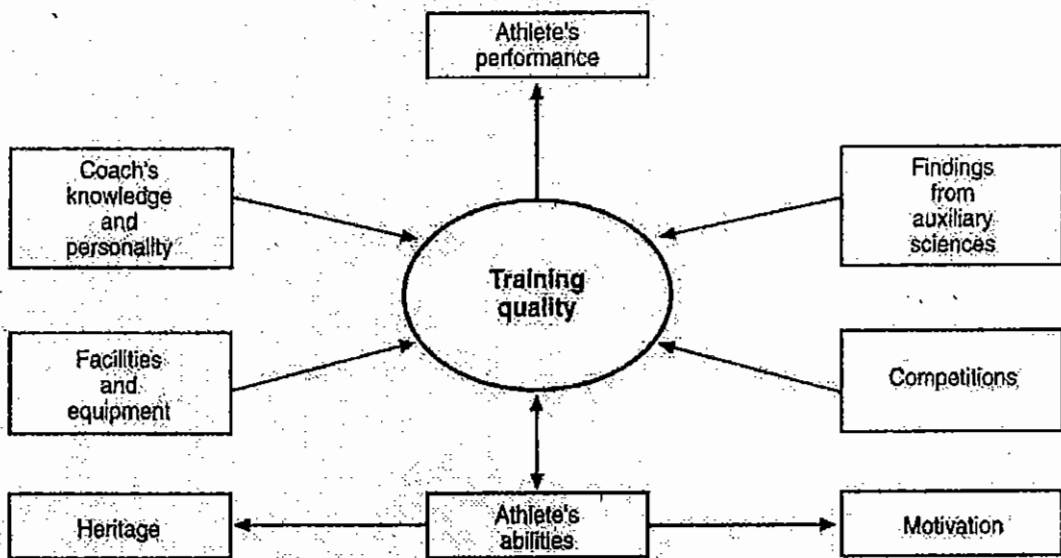 Athlete's
performance
Coach's
knowledge
and
personality
Findings
from
auxiliary
sciences
Training
quality
Facilities
and
equipment
Competitions
Heritage
Athlete's
abilities
Motivation